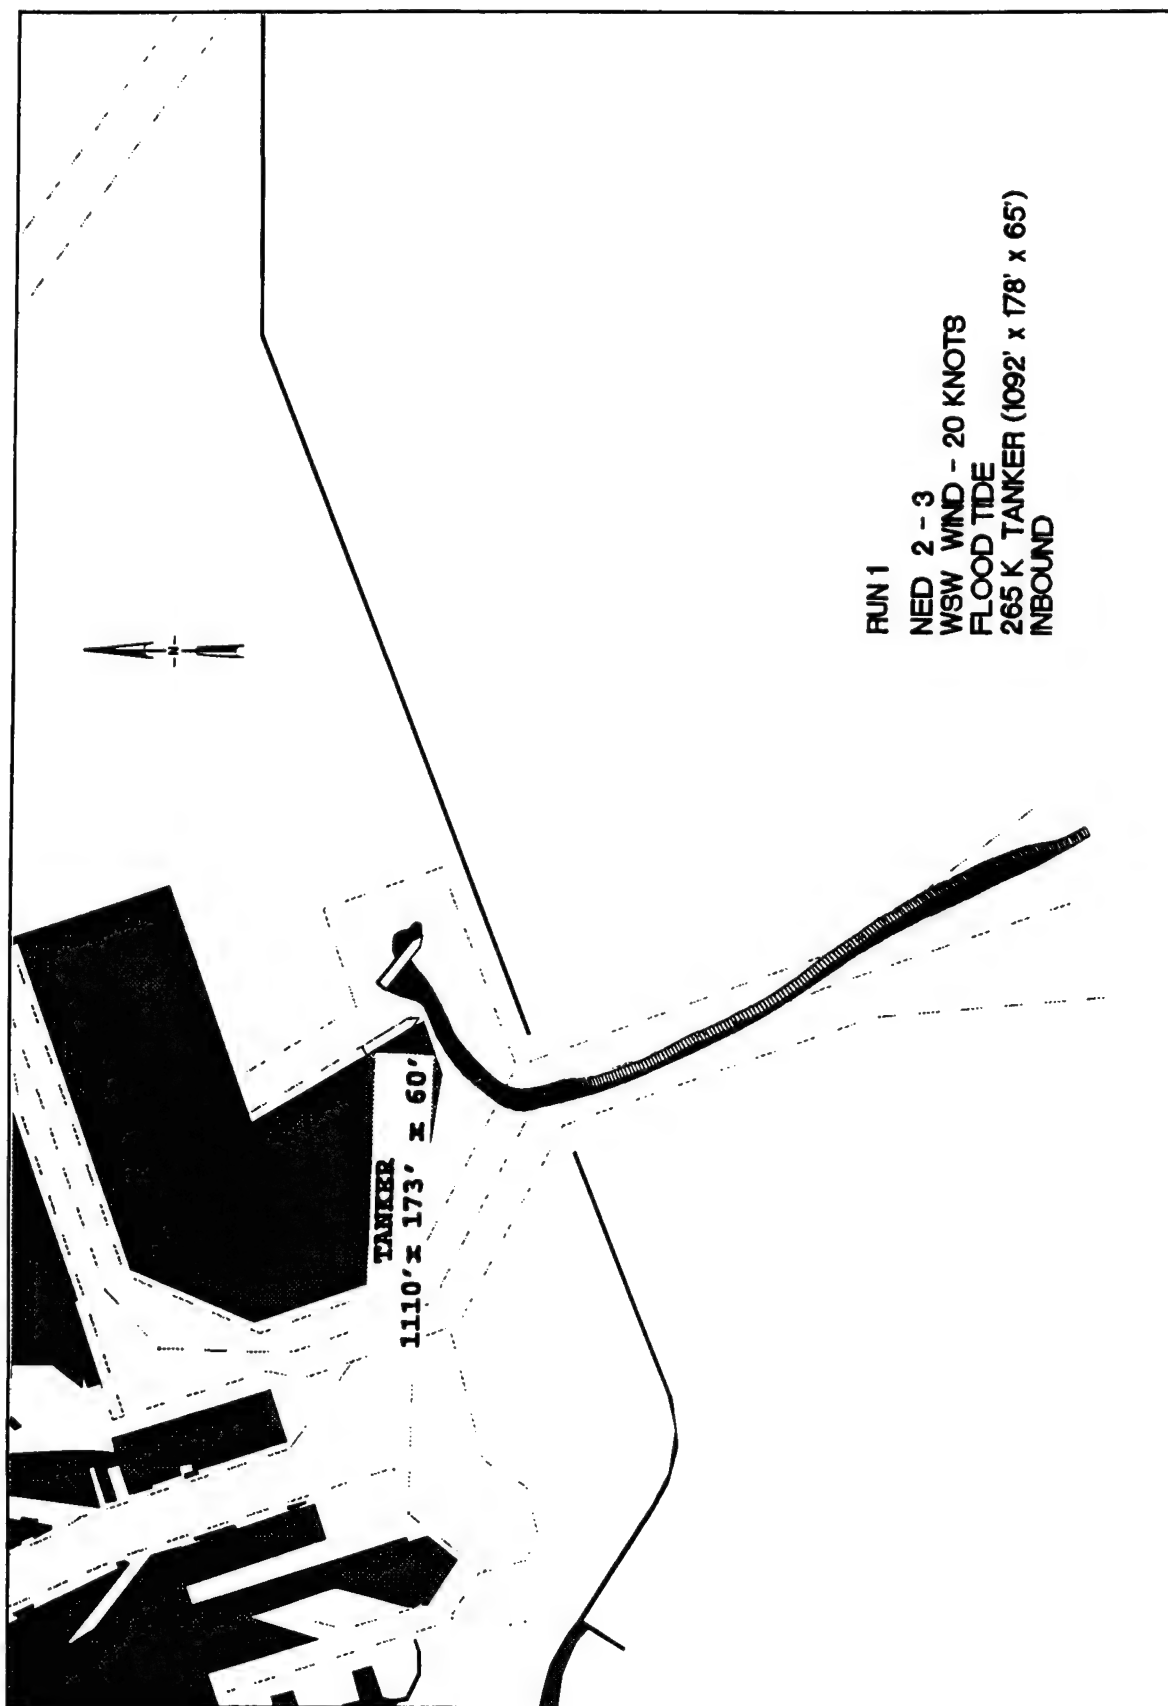 N
TANKER
1110'x 173' x 60'
RUN 1
NED 2 - 3
WSW WIND - 20 KNOTS
FLOOD TIDE
265 K TANKER (1092' x 178' x 65')
INBOUND